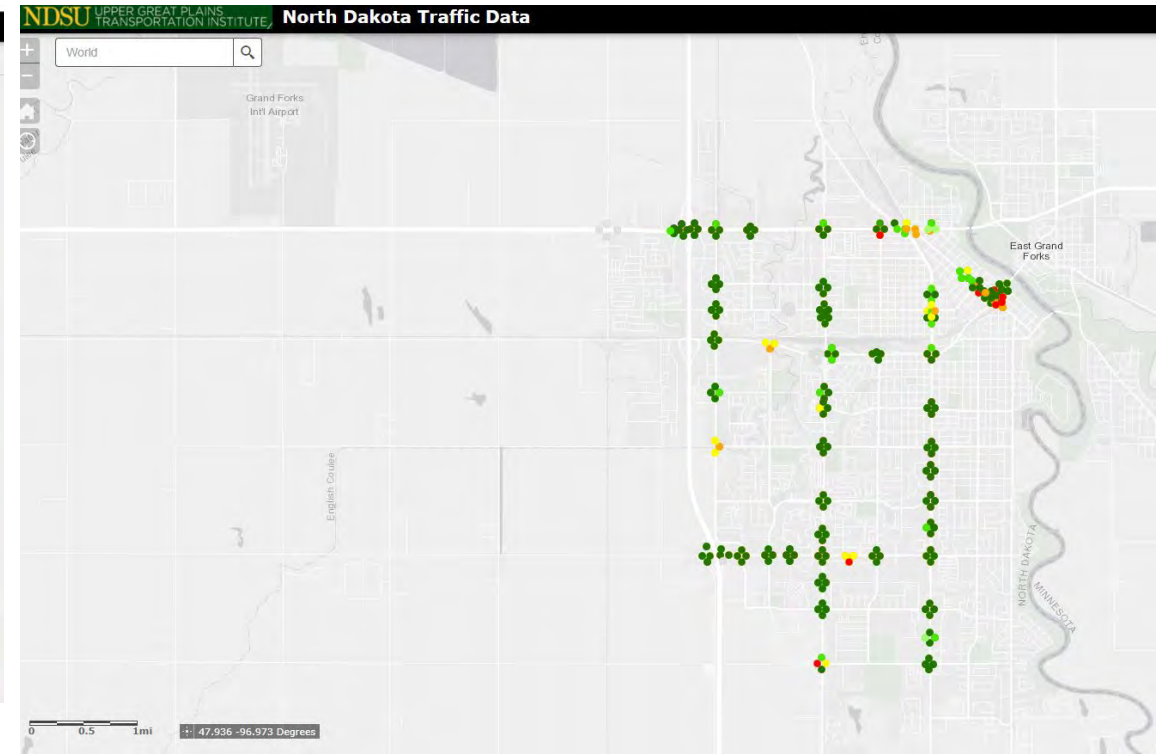 NDSU UPPER GREAT PLAINS
TRANSPORTATION INSTITUTE
North Dakota Traffic Data
World
Grand Forks
Int'l Airport
East Grand
Forks
English Coulee
NORTH DAKOTA
MINNESOTA
0 0.5 1mi
47.936 -96.973 Degrees